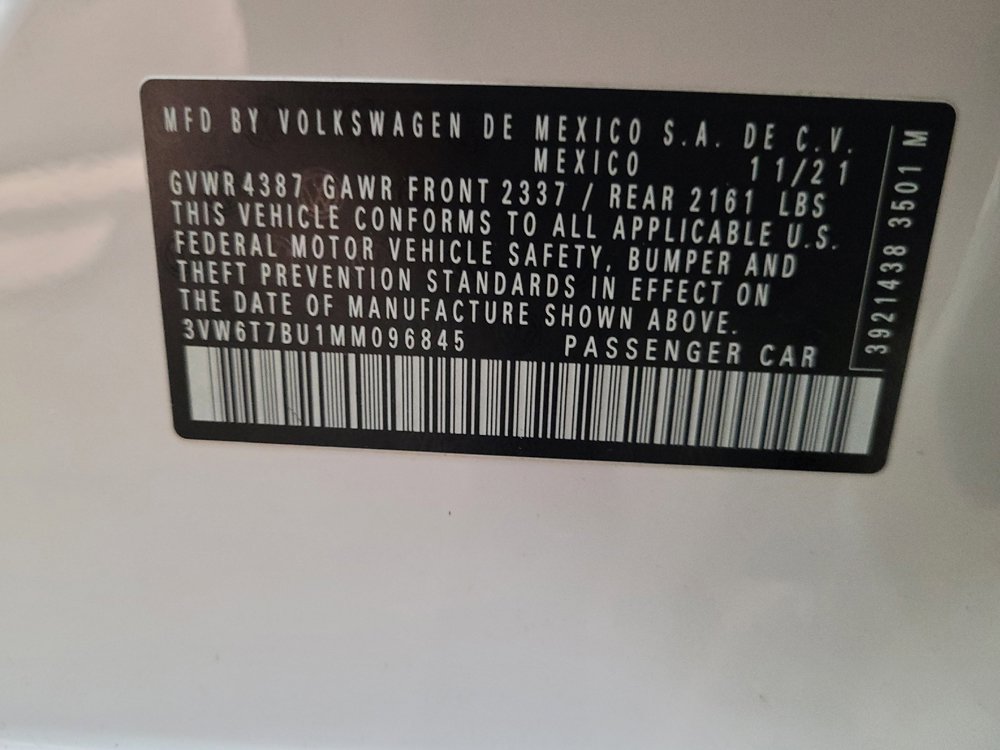 MFD BY VOLKSWAGEN DE MEXICO S.A. DE C.V.
MEXICO 11/21
GVWR4387 GAWR FRONT 2337 / REAR 2161 LBS
THIS VEHICLE CONFORMS TO ALL APPLICABLE U.S.
FEDERAL MOTOR VEHICLE SAFETY, BUMPER AND
THEFT PREVENTION STANDARDS IN EFFECT ON
THE DATE OF MANUFACTURE SHOWN ABOVE.
3VW6T7BU1MM096845 PASSENGER CAR
3921438 3501 M